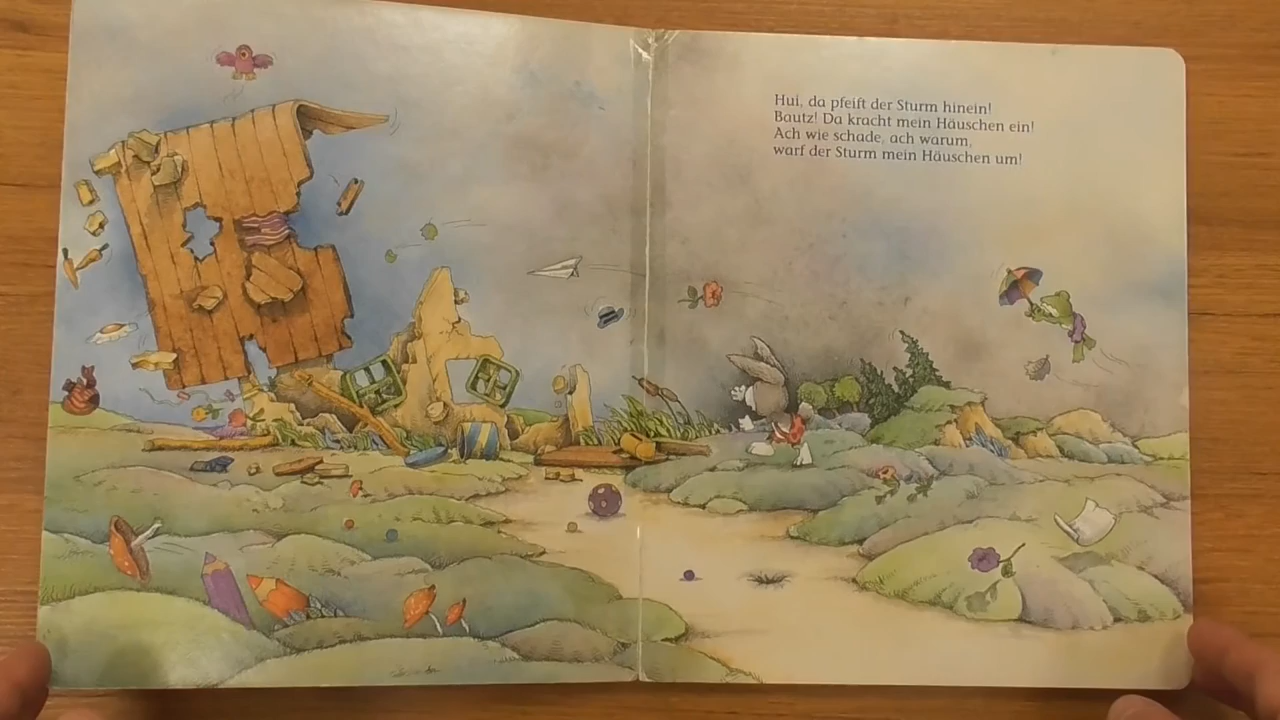 Hui, da pfeift der Sturm hinein!
Bautz! Da kracht mein Häuschen ein!
Ach wie schade, ach warum,
warf der Sturm mein Häuschen um!